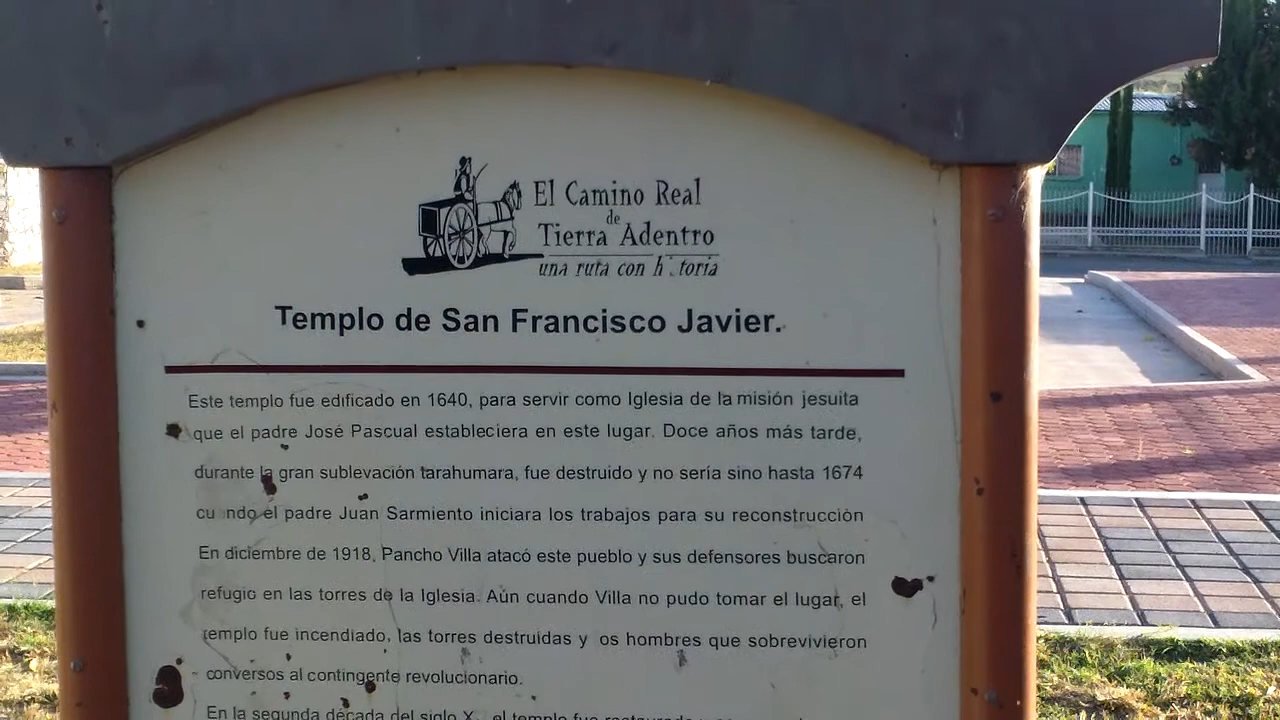 El Camino Real
de
Tierra Adentro
una ruta con h toria
Templo de San Francisco Javier.
Este templo fue edificado en 1640, para servir como Iglesia de la misión jesuita
que el padre José Pascual estableciera en este lugar. Doce años más tarde,
durante la gran sublevación tarahumara, fue destruido y no sería sino hasta 1674
cu ndo el padre Juan Sarmiento iniciara los trabajos para su reconstrucción
En diciembre de 1918, Pancho Villa atacó este pueblo y sus defensores buscaron
refugio en las torres de la Iglesia. Aún cuando Villa no pudo tomar el lugar, el
templo fue incendiado, las torres destruidas y os hombres que sobrevivieron
conversos al contingente revolucionario.
En la segunda década del siglo X el templo fue